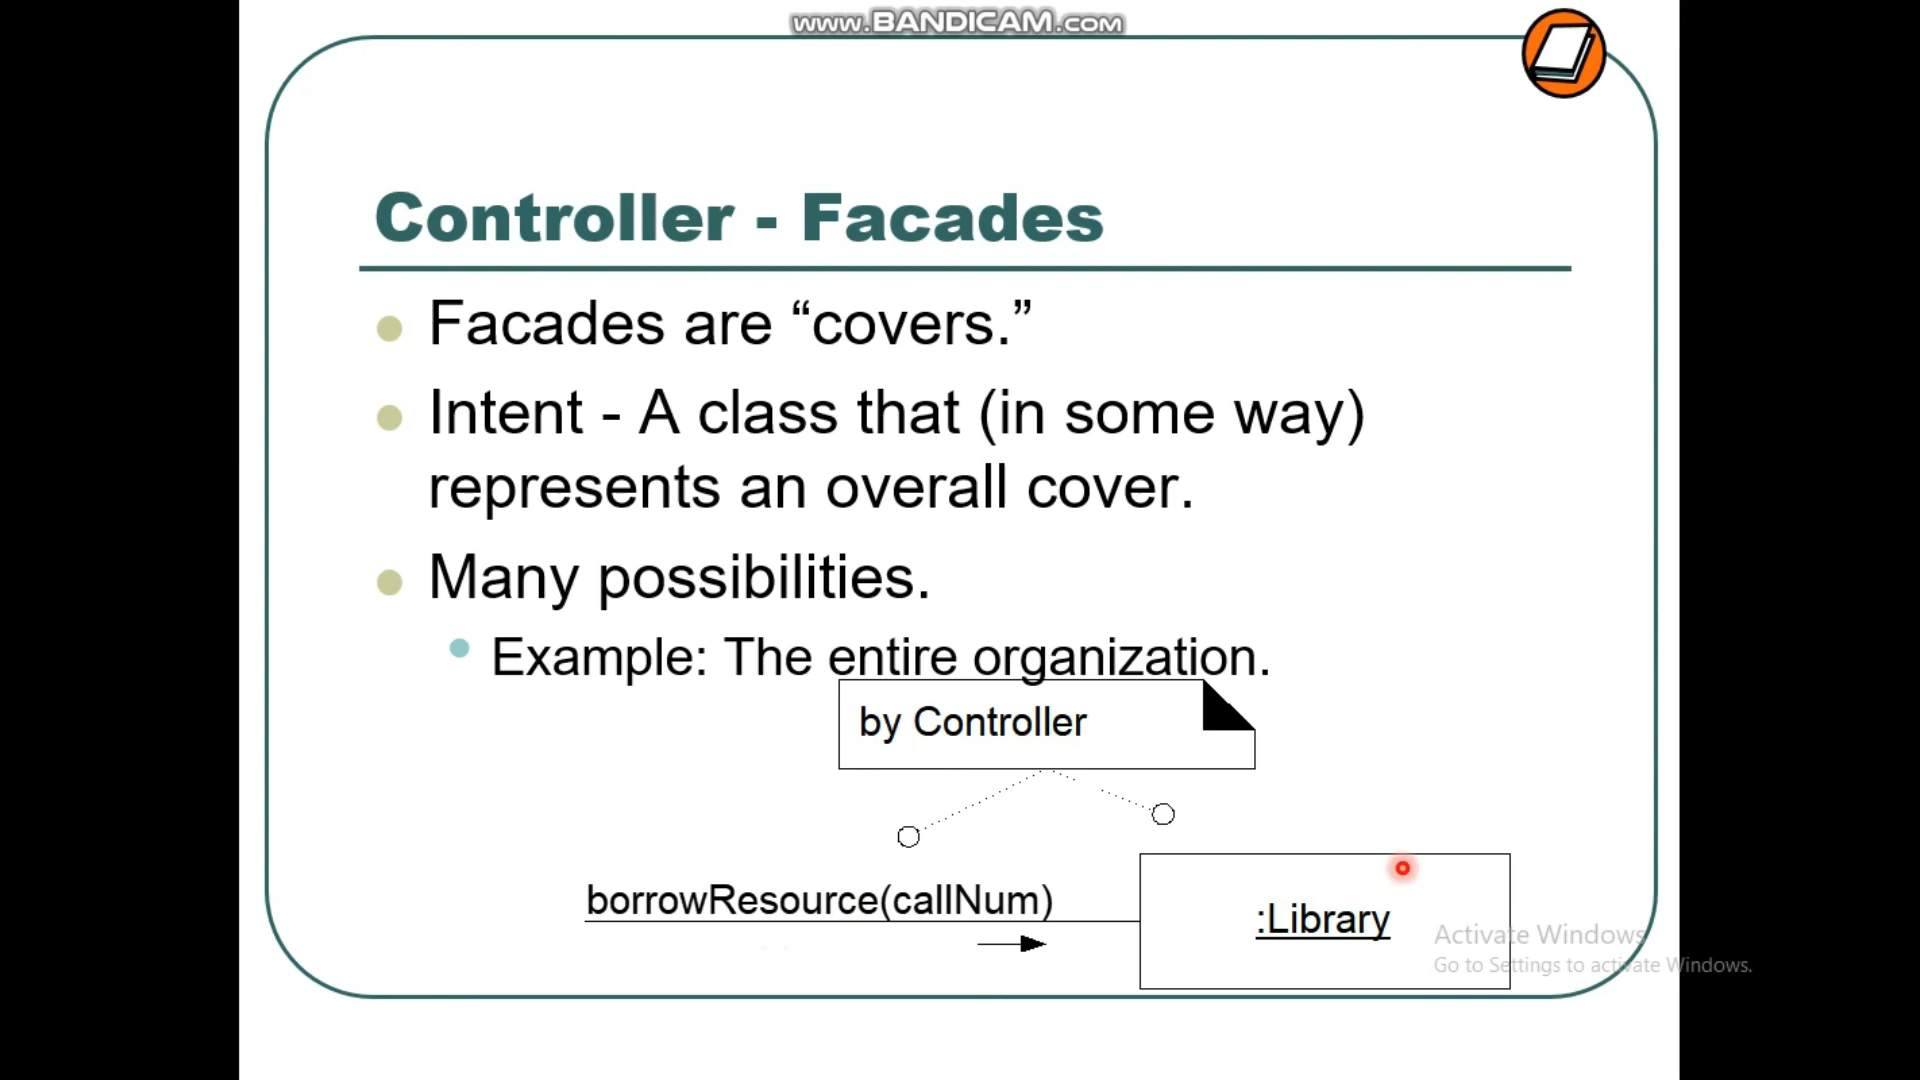 www.BANDICAM.com
Controller - Facades
Facades are “covers.”
Intent - A class that (in some way)
represents an overall cover.
Many possibilities.
Example: The entire organization.
by Controller
borrowResource(callNum)
:Library
Activate Windows
Go to Settings to activate Windows.